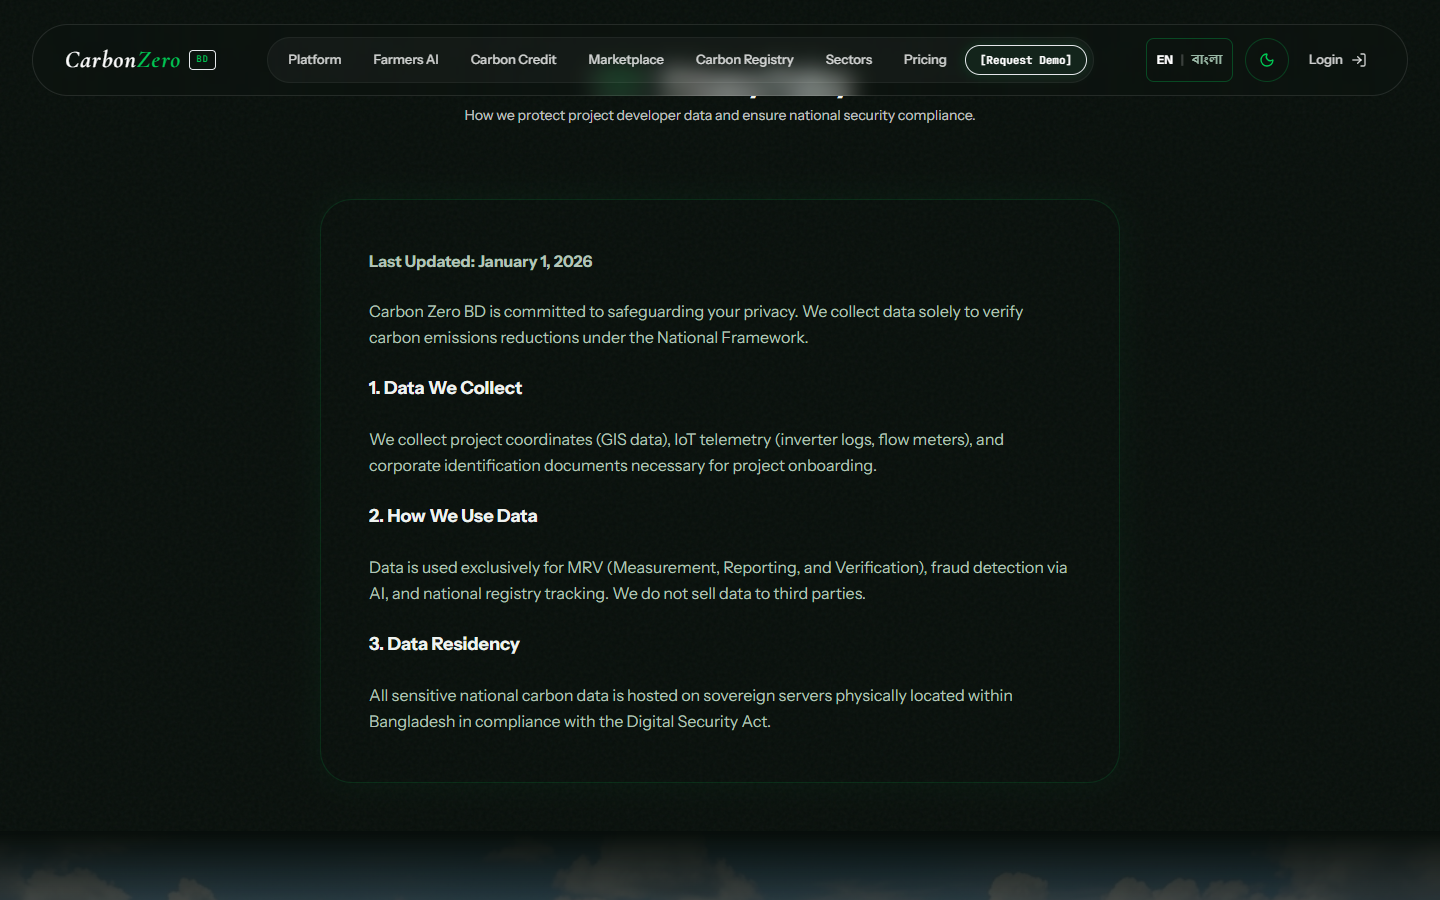 CarbonZero BD
Platform
Farmers AI
Carbon Credit
Marketplace
Carbon Registry
Sectors
Pricing
[Request Demo]
EN | বাংলা
Login
How we protect project developer data and ensure national security compliance.
Last Updated: January 1, 2026
Carbon Zero BD is committed to safeguarding your privacy. We collect data solely to verify
carbon emissions reductions under the National Framework.
1. Data We Collect
We collect project coordinates (GIS data), IoT telemetry (inverter logs, flow meters), and
corporate identification documents necessary for project onboarding.
2. How We Use Data
Data is used exclusively for MRV (Measurement, Reporting, and Verification), fraud detection via
AI, and national registry tracking. We do not sell data to third parties.
3. Data Residency
All sensitive national carbon data is hosted on sovereign servers physically located within
Bangladesh in compliance with the Digital Security Act.